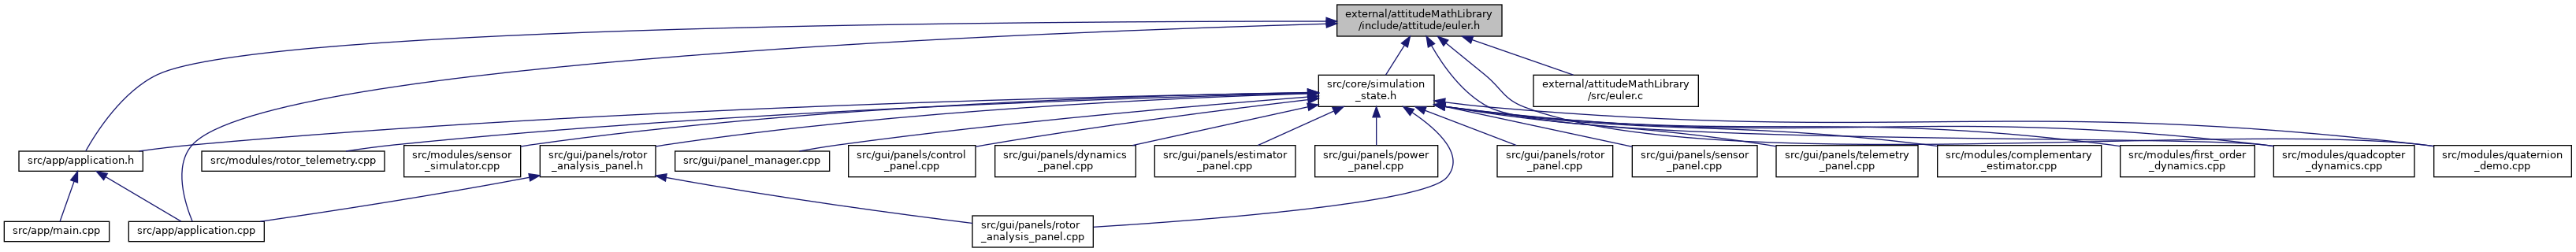 external/attitudeMathLibrary
/include/attitude/euler.h
src/core/simulation
_state.h
external/attitudeMathLibrary
/src/euler.c
src/app/application.h
src/modules/rotor_telemetry.cpp
src/modules/sensor
_simulator.cpp
src/gui/panels/rotor
_analysis_panel.h
src/gui/panel_manager.cpp
src/gui/panels/control
_panel.cpp
src/gui/panels/dynamics
_panel.cpp
src/gui/panels/estimator
_panel.cpp
src/gui/panels/power
_panel.cpp
src/gui/panels/rotor
_panel.cpp
src/gui/panels/sensor
_panel.cpp
src/gui/panels/telemetry
_panel.cpp
src/modules/complementary
_estimator.cpp
src/modules/first_order
_dynamics.cpp
src/modules/quadcopter
_dynamics.cpp
src/modules/quaternion
_demo.cpp
src/app/main.cpp
src/app/application.cpp
src/gui/panels/rotor
_analysis_panel.cpp